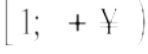 [ 1; + ¥ )